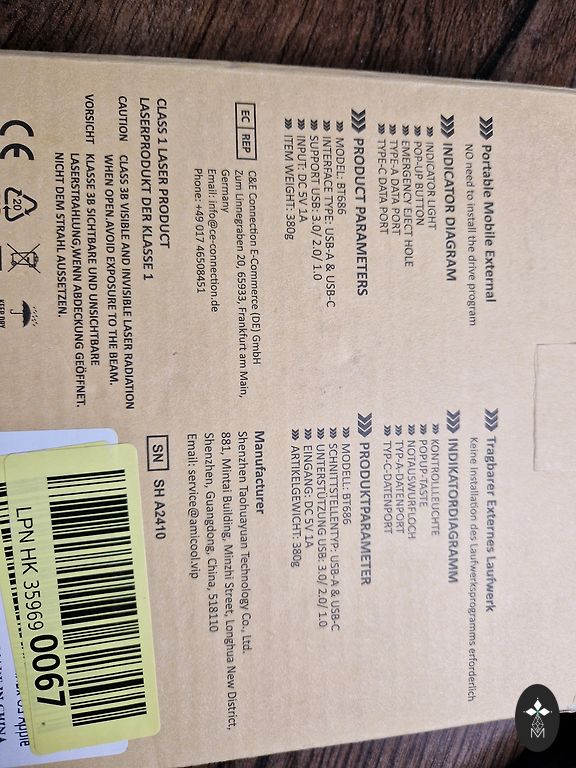 Portable Mobile External
NO need to install the drive program
INDICATOR DIAGRAM
INDICATOR LIGHT
POP-UP BUTTON
EMERGENCY EJECT HOLE
TYPE-A DATA PORT
TYPE-C DATA PORT
PRODUCT PARAMETERS
MODEL: BT686
INTERFACE TYPE: USB-A & USB-C
SUPPORT USB: 3.0/ 2.0/ 1.0
INPUT: DC 5V 1A
ITEM WEIGHT: 380g
EC REP
C&E Connection E-Commerce (DE) GmbH
Zum Linnegraben 20, 65933, Frankfurt am Main,
Germany
Email: info@ce-connection.de
Phone: +49 017 46508451
CLASS 1 LASER PRODUCT
LASERPRODUKT DER KLASSE 1
CAUTION CLASS 3B VISIBLE AND INVISIBLE LASER RADIATION
WHEN OPEN.AVOID EXPOSURE TO THE BEAM.
VORSICHT KLASSE 3B SICHTBARE UND UNSICHTBARE
LASERSTRAHLUNG,WENN ABDECKUNG GEÖFFNET.
NICHT DEM STRAHL AUSSETZEN.
CE
20
KEEP DRY
Tragbarer Externes Laufwerk
Keine Installation des Laufwerksprogramms erforderlich
INDIKATORDIAGRAMM
KONTROLLEUCHTE
POPUP-TASTE
NOTAUSWURFLOCH
TYP-A-DATENPORT
TYP-C-DATENPORT
PRODUKTPARAMETER
MODELL: BT686
SCHNITTSTELLENTYP: USB-A & USB-C
UNTERSTÜTZUNG USB: 3.0/ 2.0/ 1.0
EINGANG: DC 5V 1A
ARTIKELGEWICHT: 380g
Manufacturer
Shenzhen Taohuayuan Technology Co., Ltd.
881, Mintai Building, Minzhi Street, Longhua New District,
Shenzhen, Guangdong, China, 518110
Email: service@amicool.vip
SN SH A2410
LPN HK 35969 0067
Apple
M